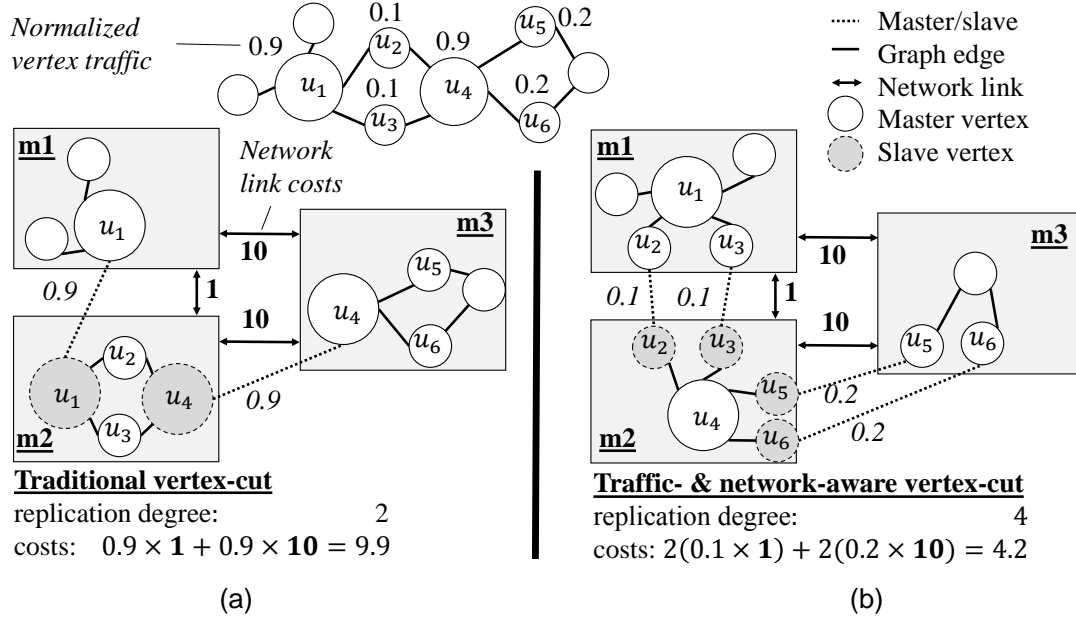 Normalized
vertex traffic
0.9
0.1
0.1
0.9
0.2
0.2
u₁
u₂
u₃
u₄
u₅
u₆
Master/slave
Graph edge
Network link
Master vertex
Slave vertex
m1
u₁
Network
link costs
10
m3
u₄
u₅
u₆
0.9
1
10
u₁
u₂
u₃
u₄
m2
0.9
Traditional vertex-cut
replication degree: 2
costs: 0.9 × 1 + 0.9 × 10 = 9.9
(a)
m1
u₁
u₂
u₃
10
m3
u₅
u₆
0.1
0.1
1
10
u₂
u₃
u₄
u₅
u₆
m2
0.2
0.2
Traffic- & network-aware vertex-cut
replication degree: 4
costs: 2(0.1 × 1) + 2(0.2 × 10) = 4.2
(b)